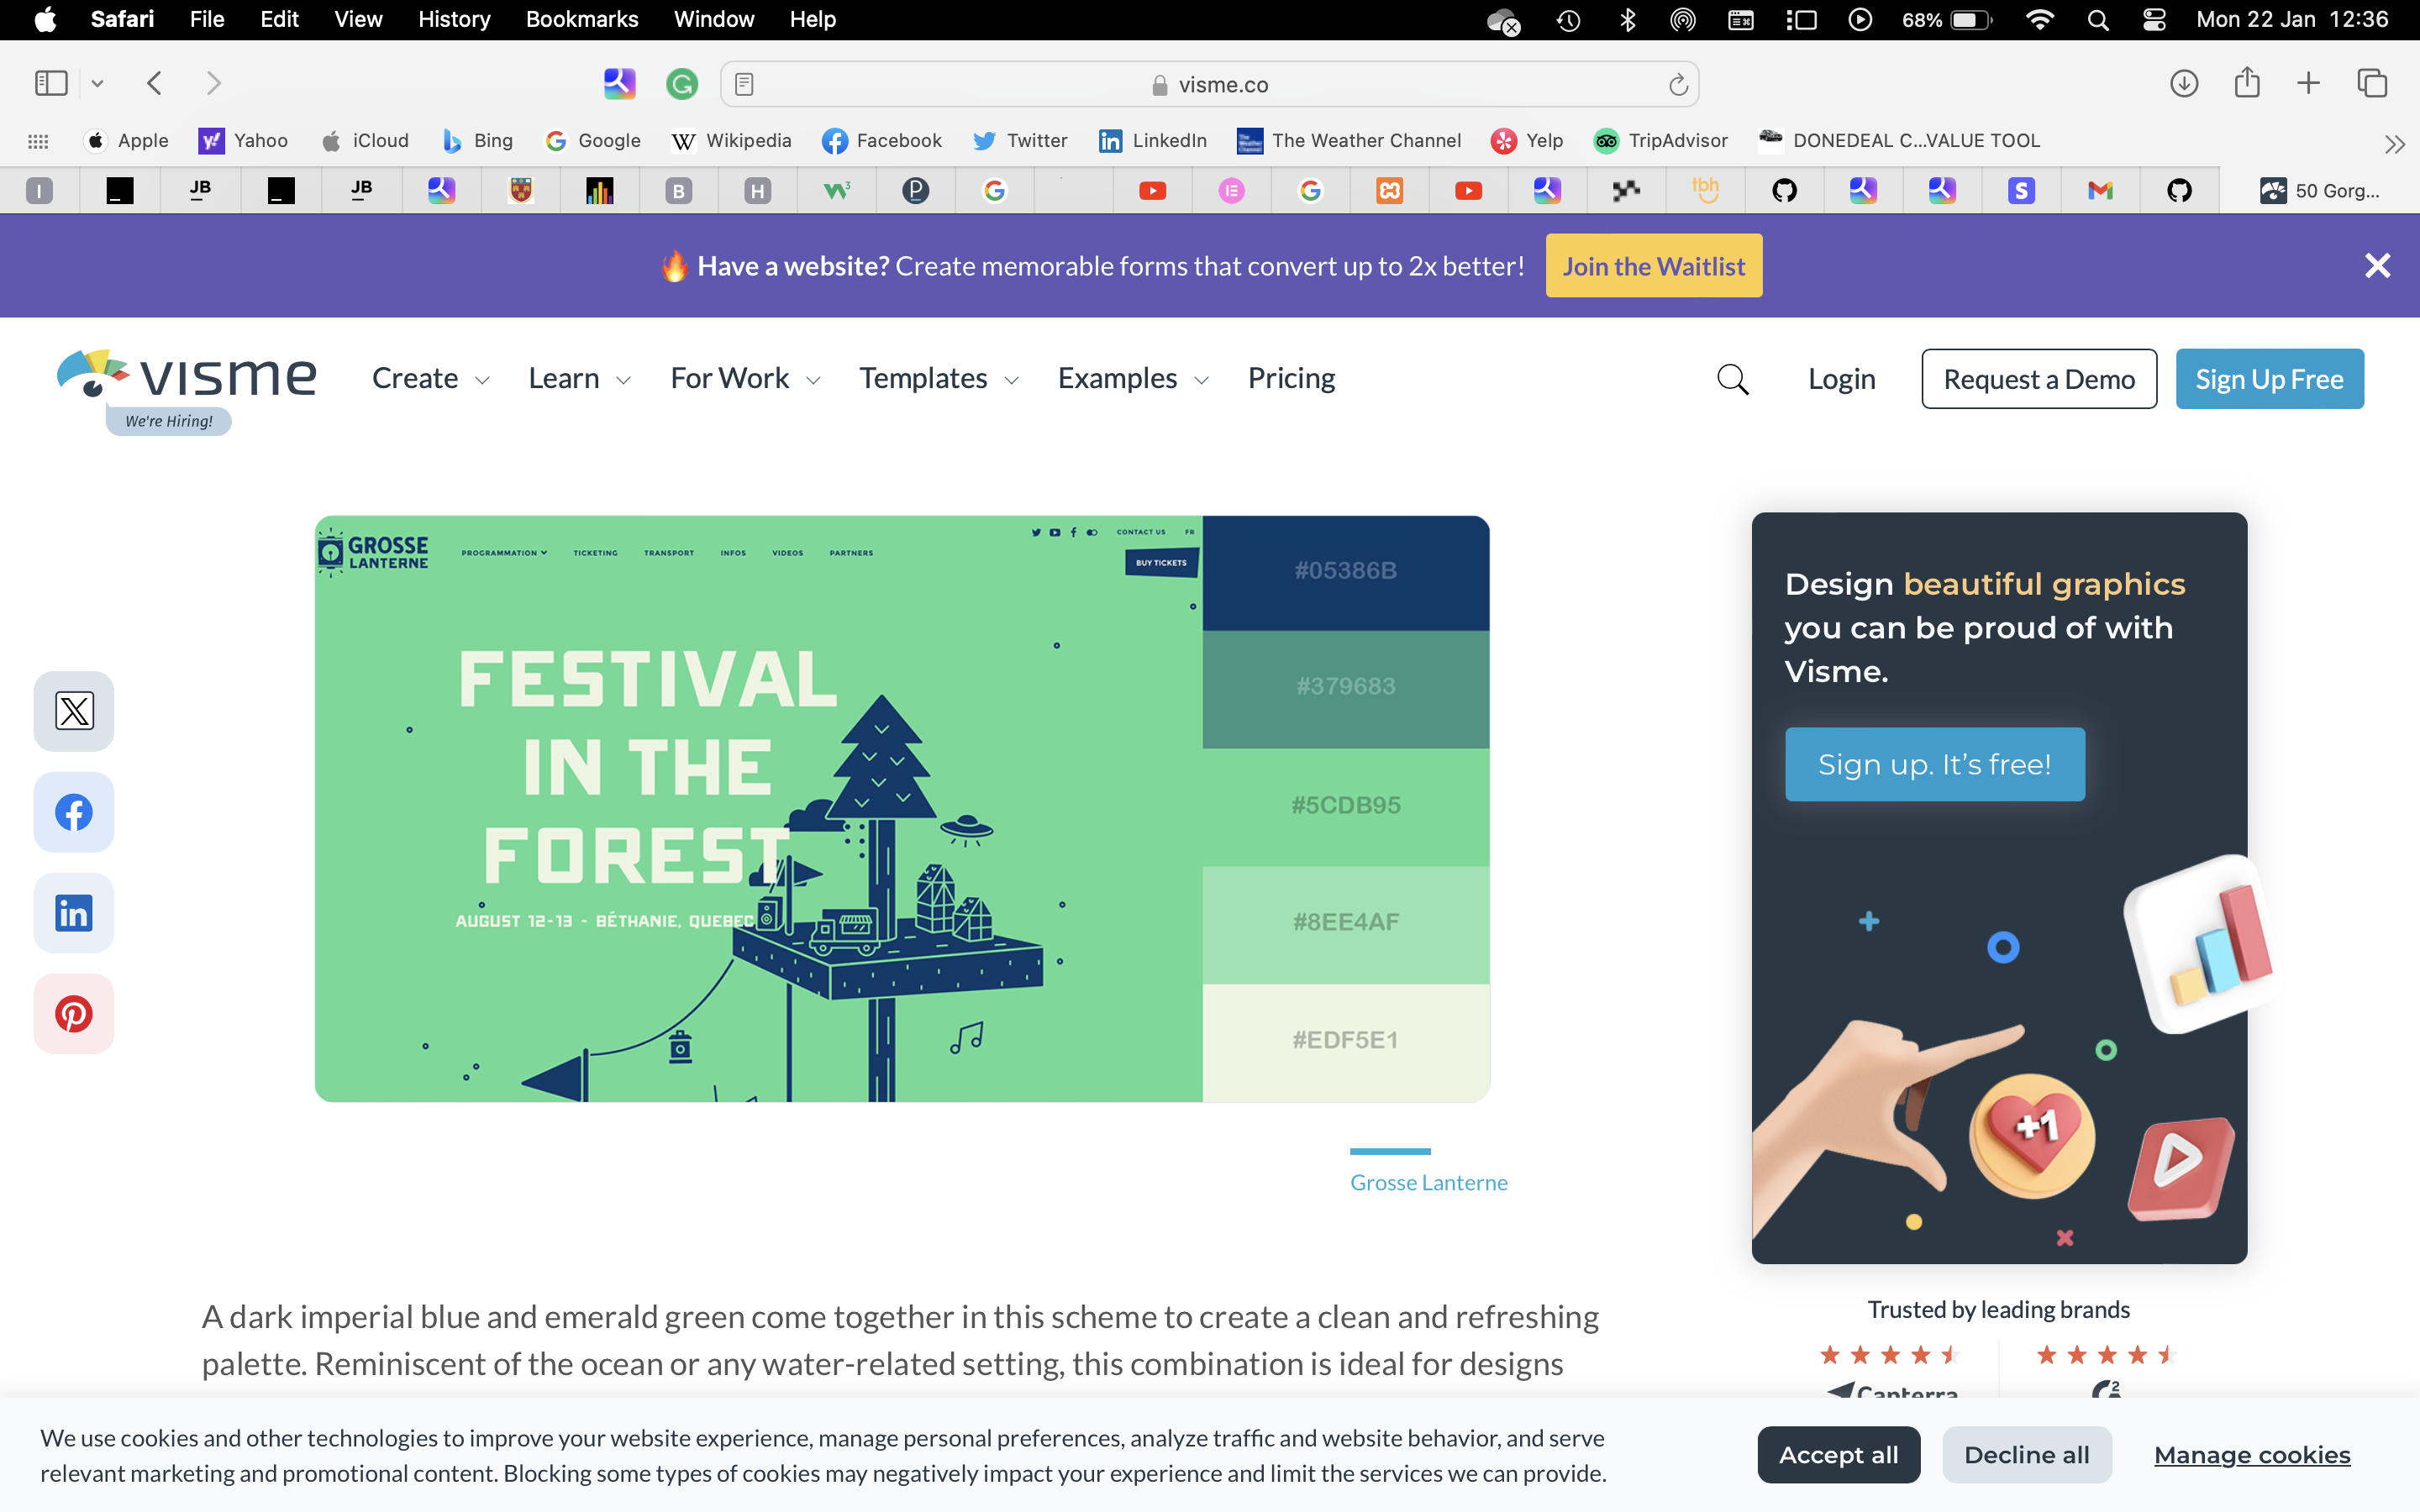 Safari File Edit View History Bookmarks Window Help 68% Mon 22 Jan 12:36
visme.co
Apple Yahoo iCloud Bing Google Wikipedia Facebook Twitter LinkedIn The Weather Channel Yelp TripAdvisor DONEDEAL C...VALUE TOOL
I JB JB B H tbh S 50 Gorg...
🔥 Have a website? Create memorable forms that convert up to 2x better! Join the Waitlist
visme Create Learn For Work Templates Examples Pricing Login Request a Demo Sign Up Free
We're Hiring!
CONTACT US FR
GROSSE LANTERNE
PROGRAMMATION TICKETING TRANSPORT INFOS VIDEOS PARTNERS
BUY TICKETS
FESTIVAL
IN THE
FOREST
AUGUST 12-13 - BÉTHANIE, QUEBEC
#05386B
#379683
#5CDB95
#8EE4AF
#EDF5E1
Grosse Lanterne
Design beautiful graphics
you can be proud of with
Visme.
Sign up. It's free!
+1
A dark imperial blue and emerald green come together in this scheme to create a clean and refreshing
palette. Reminiscent of the ocean or any water-related setting, this combination is ideal for designs
Trusted by leading brands
Capterra
We use cookies and other technologies to improve your website experience, manage personal preferences, analyze traffic and website behavior, and serve
relevant marketing and promotional content. Blocking some types of cookies may negatively impact your experience and limit the services we can provide.
Accept all Decline all Manage cookies